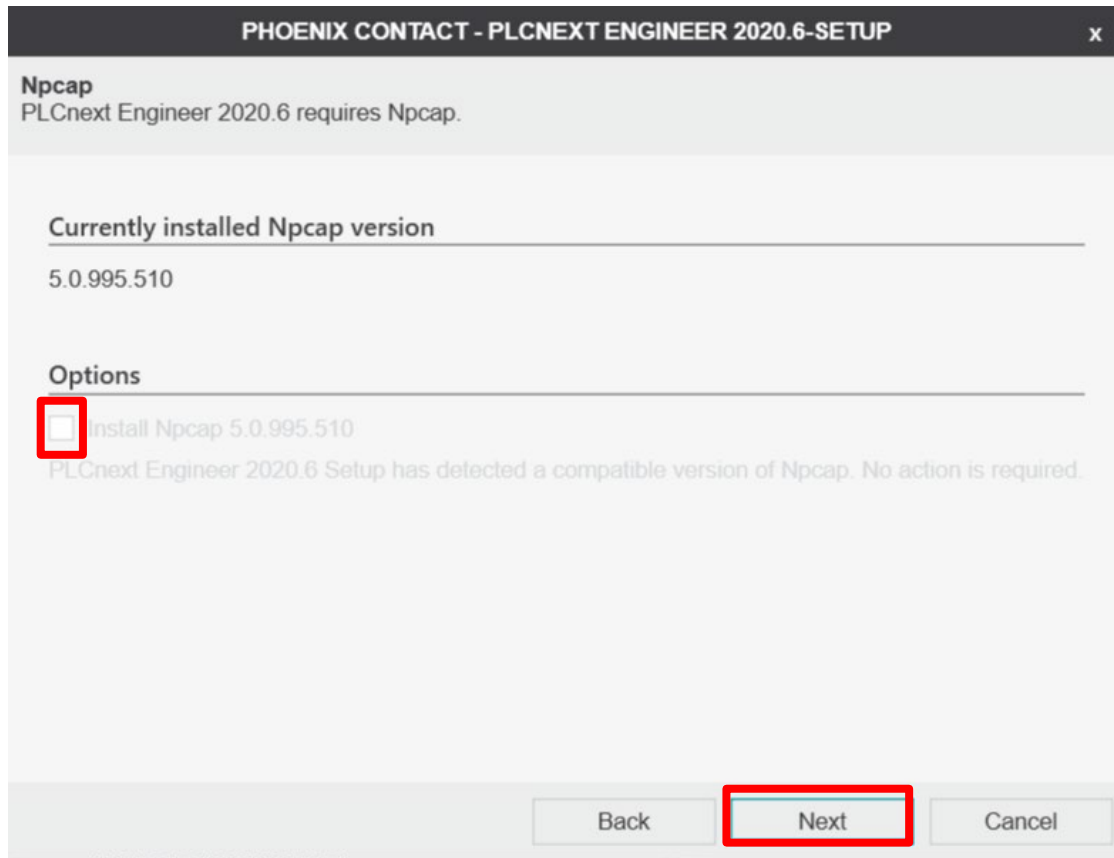 PHOENIX CONTACT - PLCNEXT ENGINEER 2020.6-SETUP x
Npcap
PLCnext Engineer 2020.6 requires Npcap.
Currently installed Npcap version
5.0.995.510
Options
Install Npcap 5.0.995.510
PLCnext Engineer 2020.6 Setup has detected a compatible version of Npcap. No action is required.
Back Next Cancel